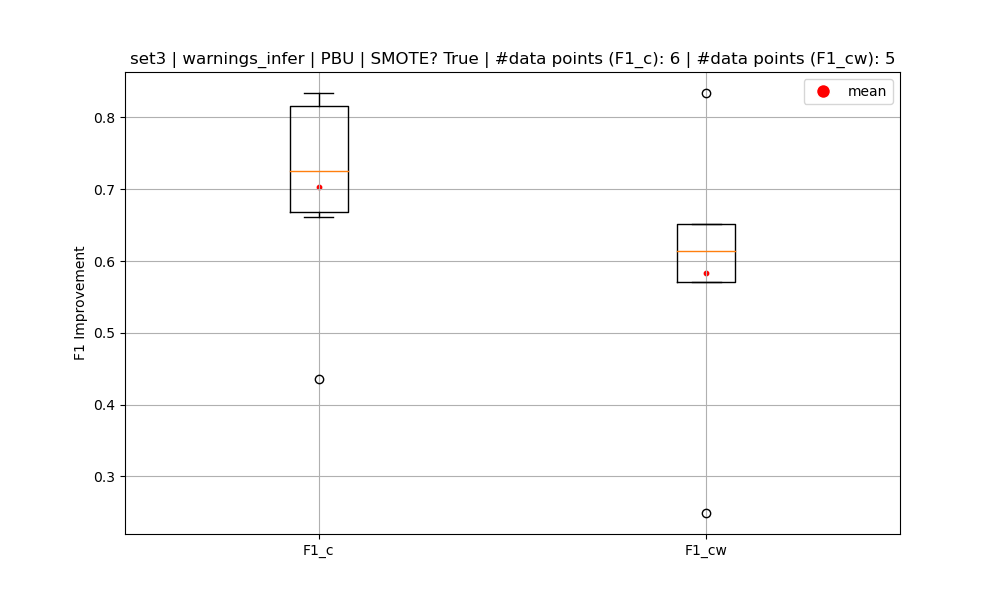 set3 | warnings_infer | PBU | SMOTE? True | #data points (F1_c): 6 | #data points (F1_cw): 5
mean
0.8
0.7
0.6
0.5
0.4
0.3
F1 Improvement
F1_c
F1_cw